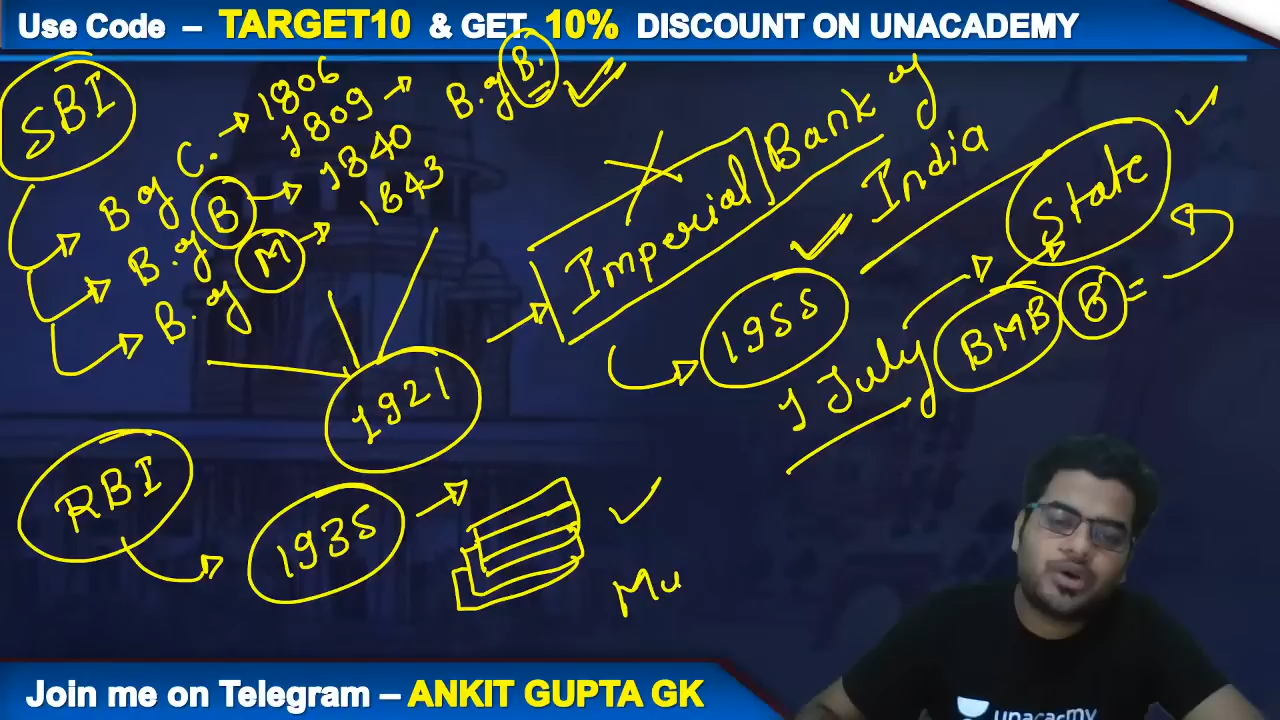 Use Code – TARGET10 & GET 10% DISCOUNT ON UNACADEMY
SBI
B of C. → 1806
1809 → B. of B.
B. of B → 1840
B. of M → 1843
1921
Imperial Bank of
India
1955
1 July
State
BMB B =
RBI
1935
Mu
unacademy
Join me on Telegram – ANKIT GUPTA GK